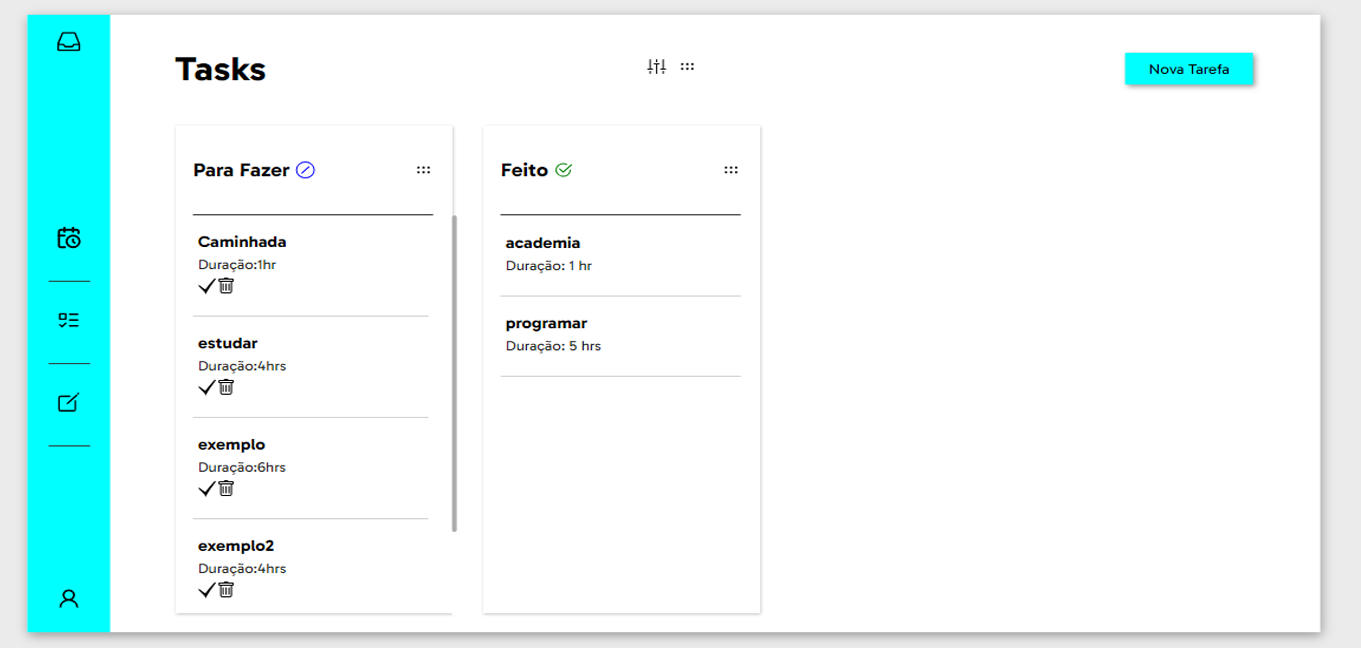 Tasks
Nova Tarefa
Para Fazer
Caminhada
Duração:1hr
estudar
Duração:4hrs
exemplo
Duração:6hrs
exemplo2
Duração:4hrs
Feito
academia
Duração: 1 hr
programar
Duração: 5 hrs